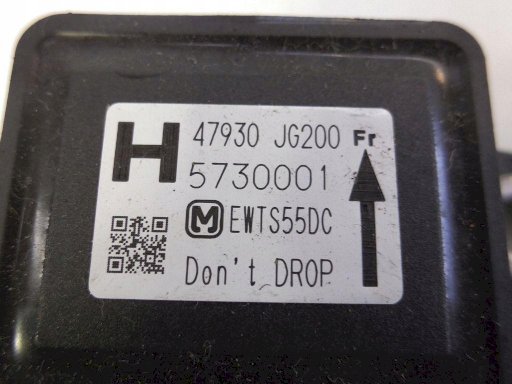 H 47930 JG200 Fr
5730001
M EWTS55DC
Don't DROP